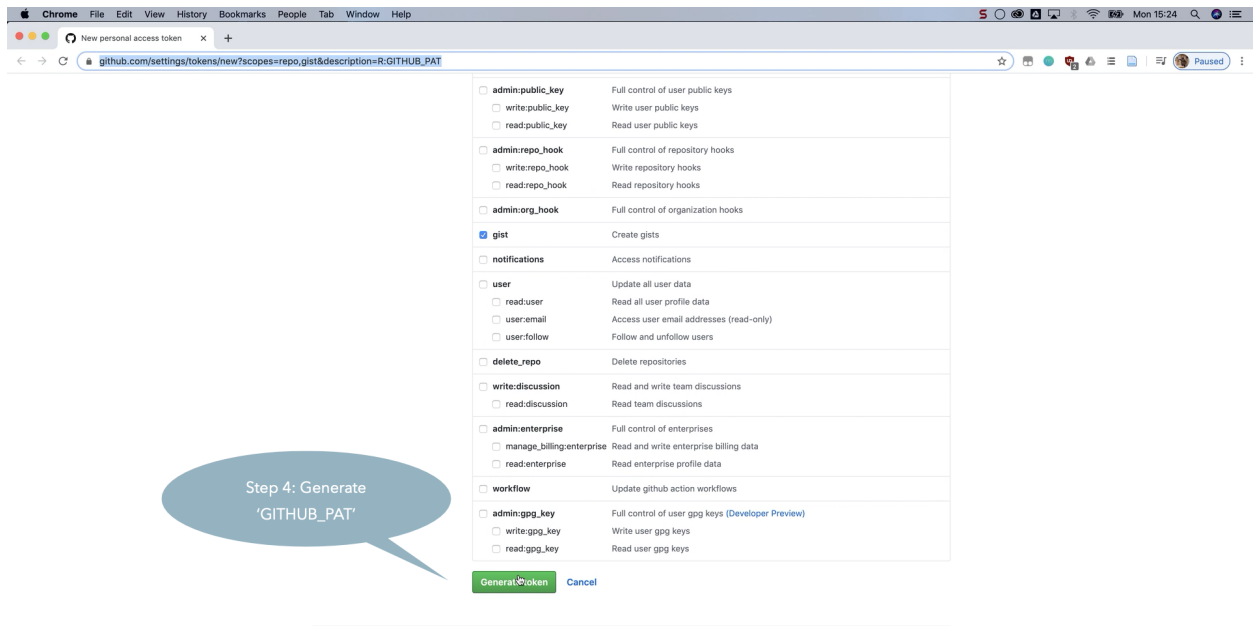 Chrome File Edit View History Bookmarks People Tab Window Help
Mon 15:24
New personal access token
github.com/settings/tokens/new?scopes=repo,gist&description=R:GITHUB_PAT
Paused
admin:public_key Full control of user public keys
write:public_key Write user public keys
read:public_key Read user public keys
admin:repo_hook Full control of repository hooks
write:repo_hook Write repository hooks
read:repo_hook Read repository hooks
admin:org_hook Full control of organization hooks
gist Create gists
notifications Access notifications
user Update all user data
read:user Read all user profile data
user:email Access user email addresses (read-only)
user:follow Follow and unfollow users
delete_repo Delete repositories
write:discussion Read and write team discussions
read:discussion Read team discussions
admin:enterprise Full control of enterprises
manage_billing:enterprise Read and write enterprise billing data
read:enterprise Read enterprise profile data
workflow Update github action workflows
admin:gpg_key Full control of user gpg keys (Developer Preview)
write:gpg_key Write user gpg keys
read:gpg_key Read user gpg keys
Step 4: Generate
‘GITHUB_PAT’
Generate token Cancel